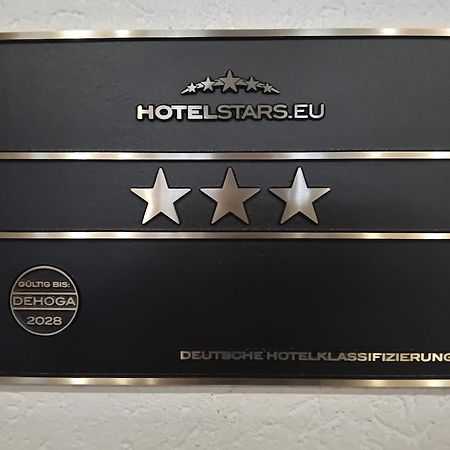 HOTELSTARS.EU
GÜLTIG BIS:
DEHOGA
2028
DEUTSCHE HOTELKLASSIFIZIERUNG